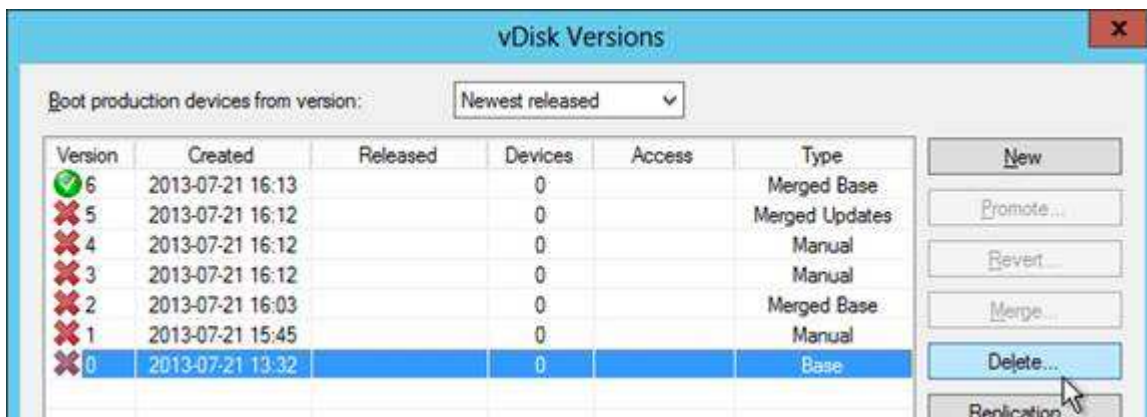 vDisk Versions
x
Boot production devices from version: Newest released
Version Created Released Devices Access Type
6 2013-07-21 16:13 0 Merged Base
5 2013-07-21 16:12 0 Merged Updates
4 2013-07-21 16:12 0 Manual
3 2013-07-21 16:12 0 Manual
2 2013-07-21 16:03 0 Merged Base
1 2013-07-21 15:45 0 Manual
0 2013-07-21 13:32 0 Base
New
Promote...
Revert...
Merge...
Delete...
Replication...